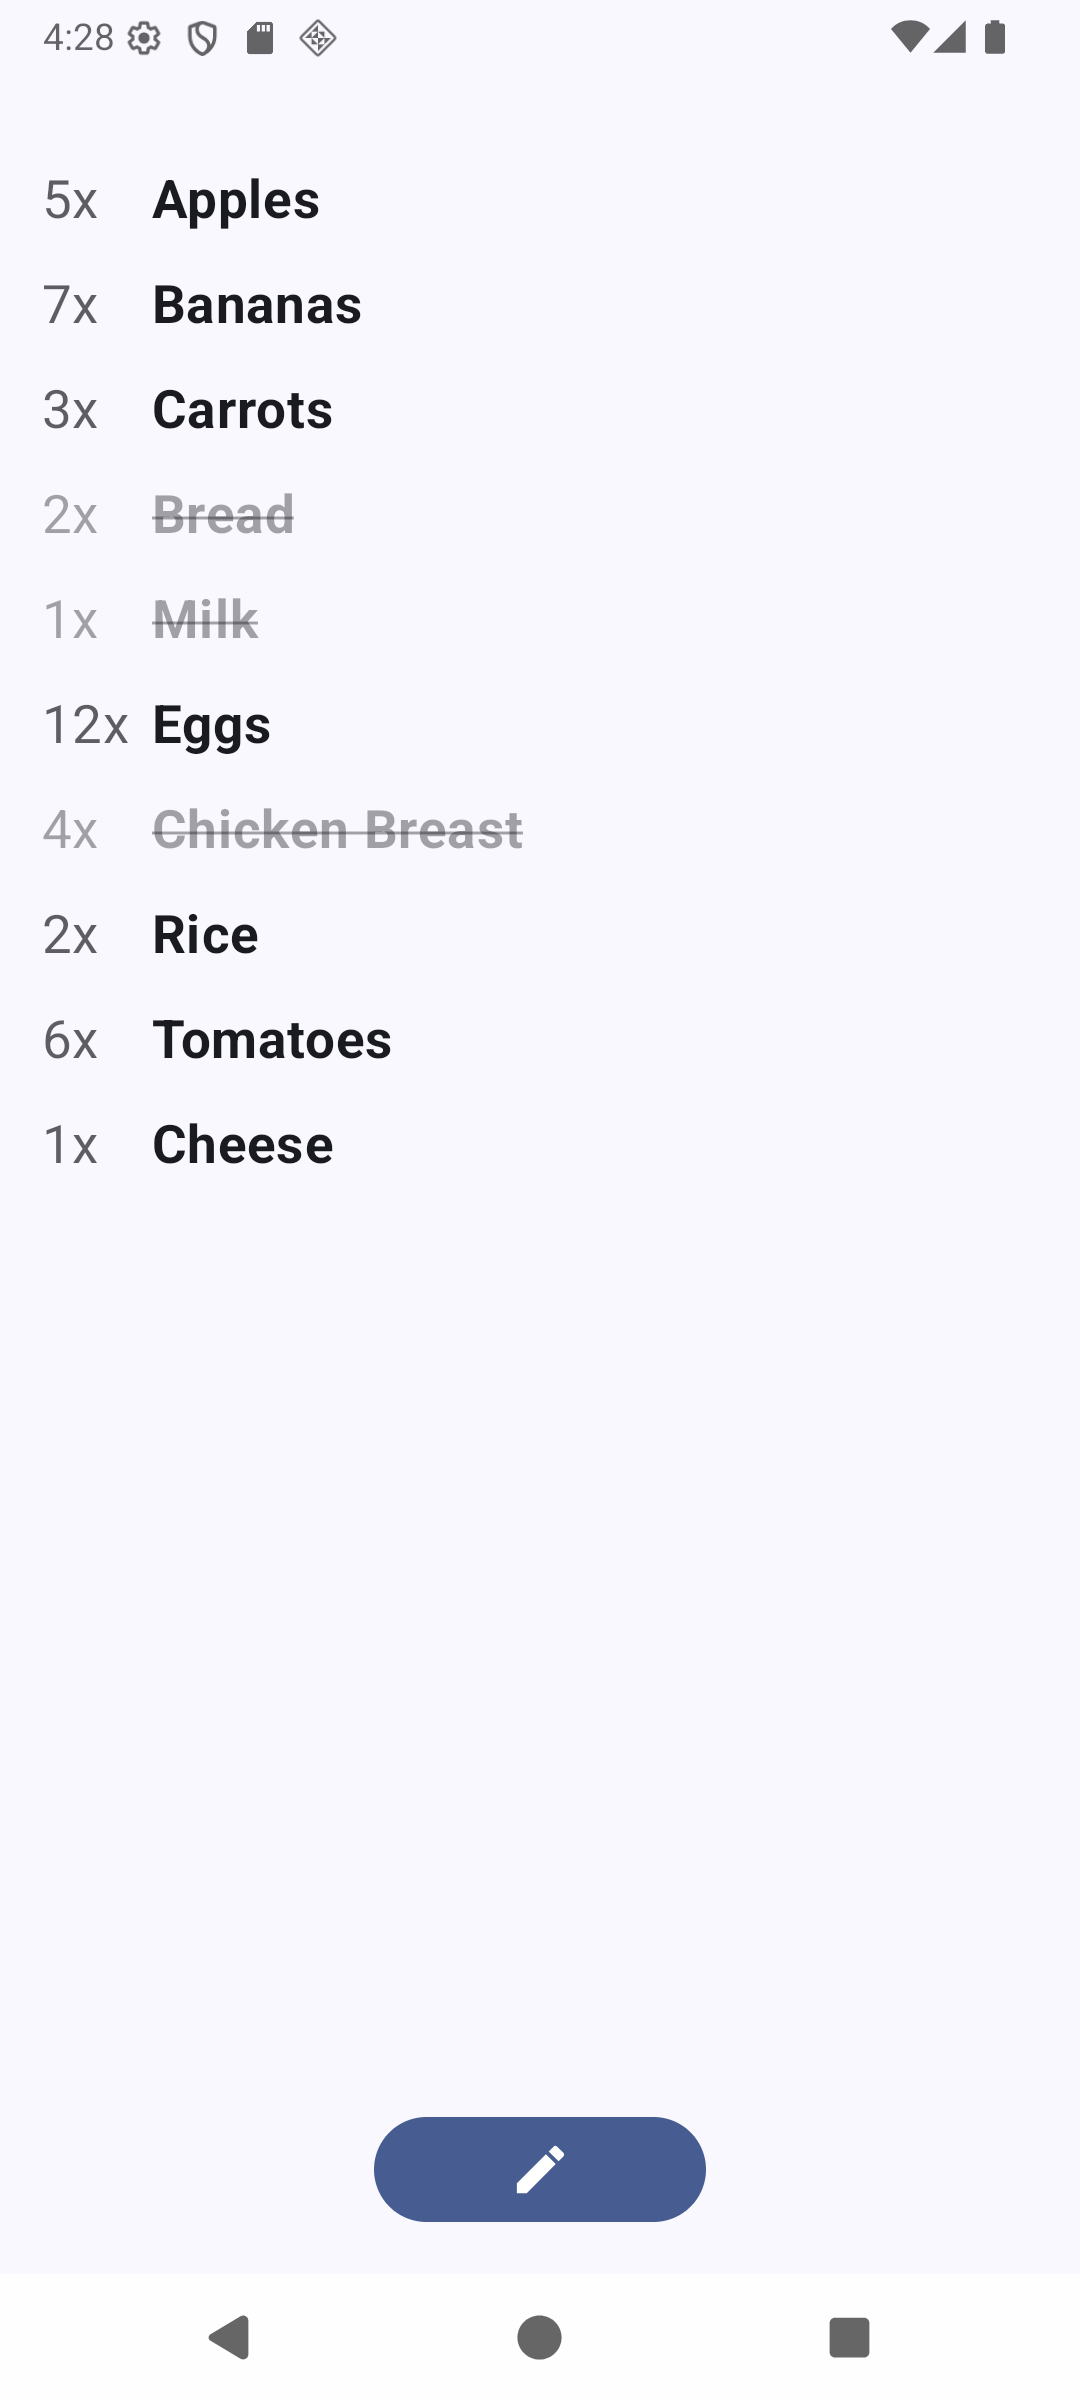 4:28
5x Apples
7x Bananas
3x Carrots
2x Bread
1x Milk
12x Eggs
4x Chicken Breast
2x Rice
6x Tomatoes
1x Cheese